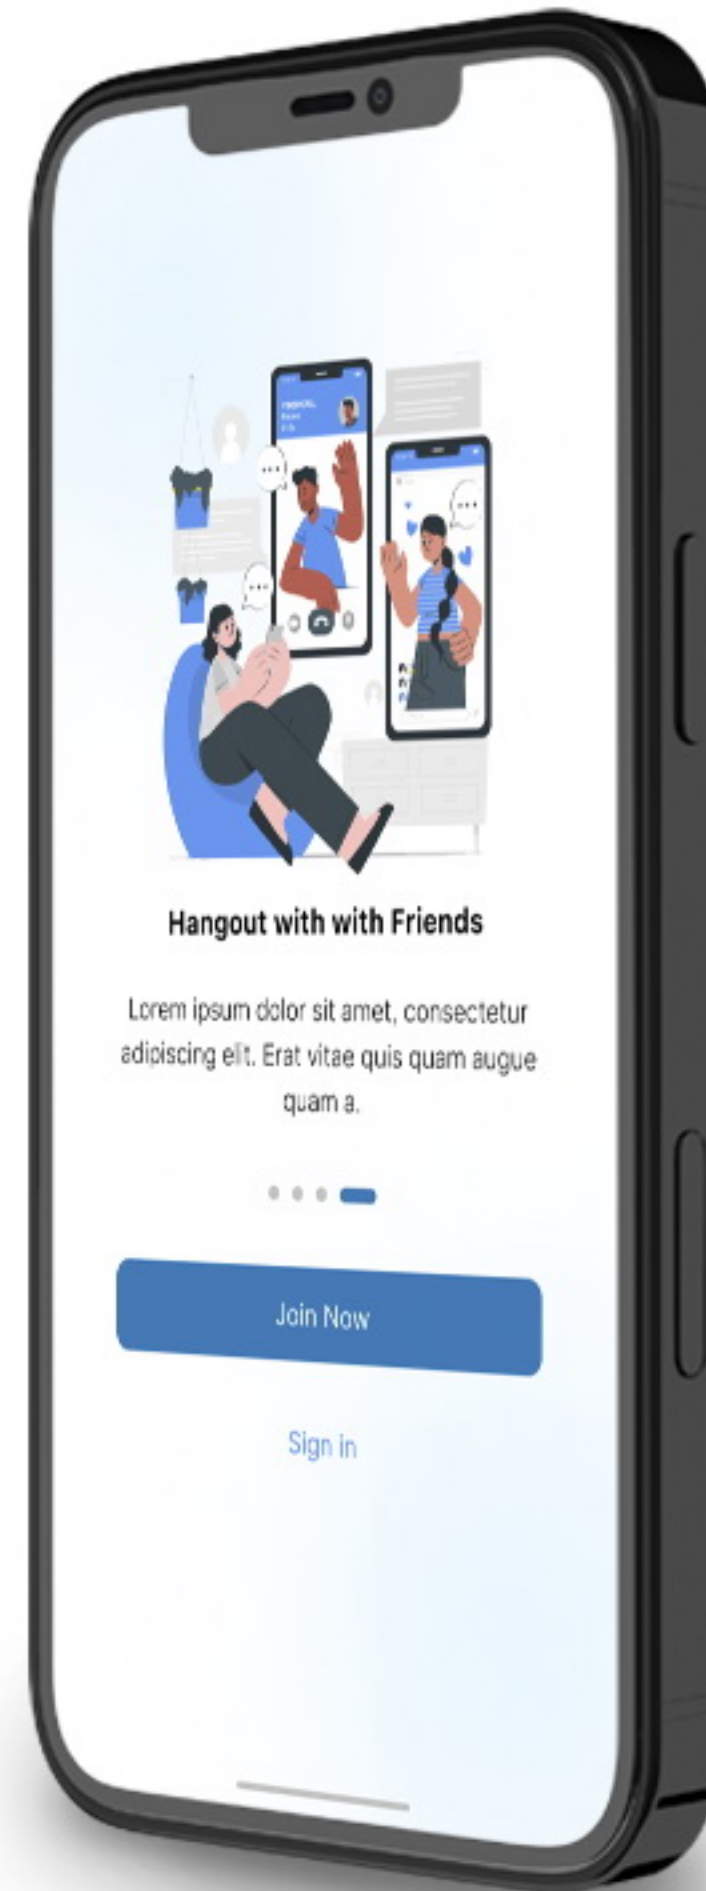 Hangout with with Friends
Lorem ipsum dolor sit amet, consectetur
adipiscing elit. Erat vitae quis quam augue
quam a.
Join Now
Sign in